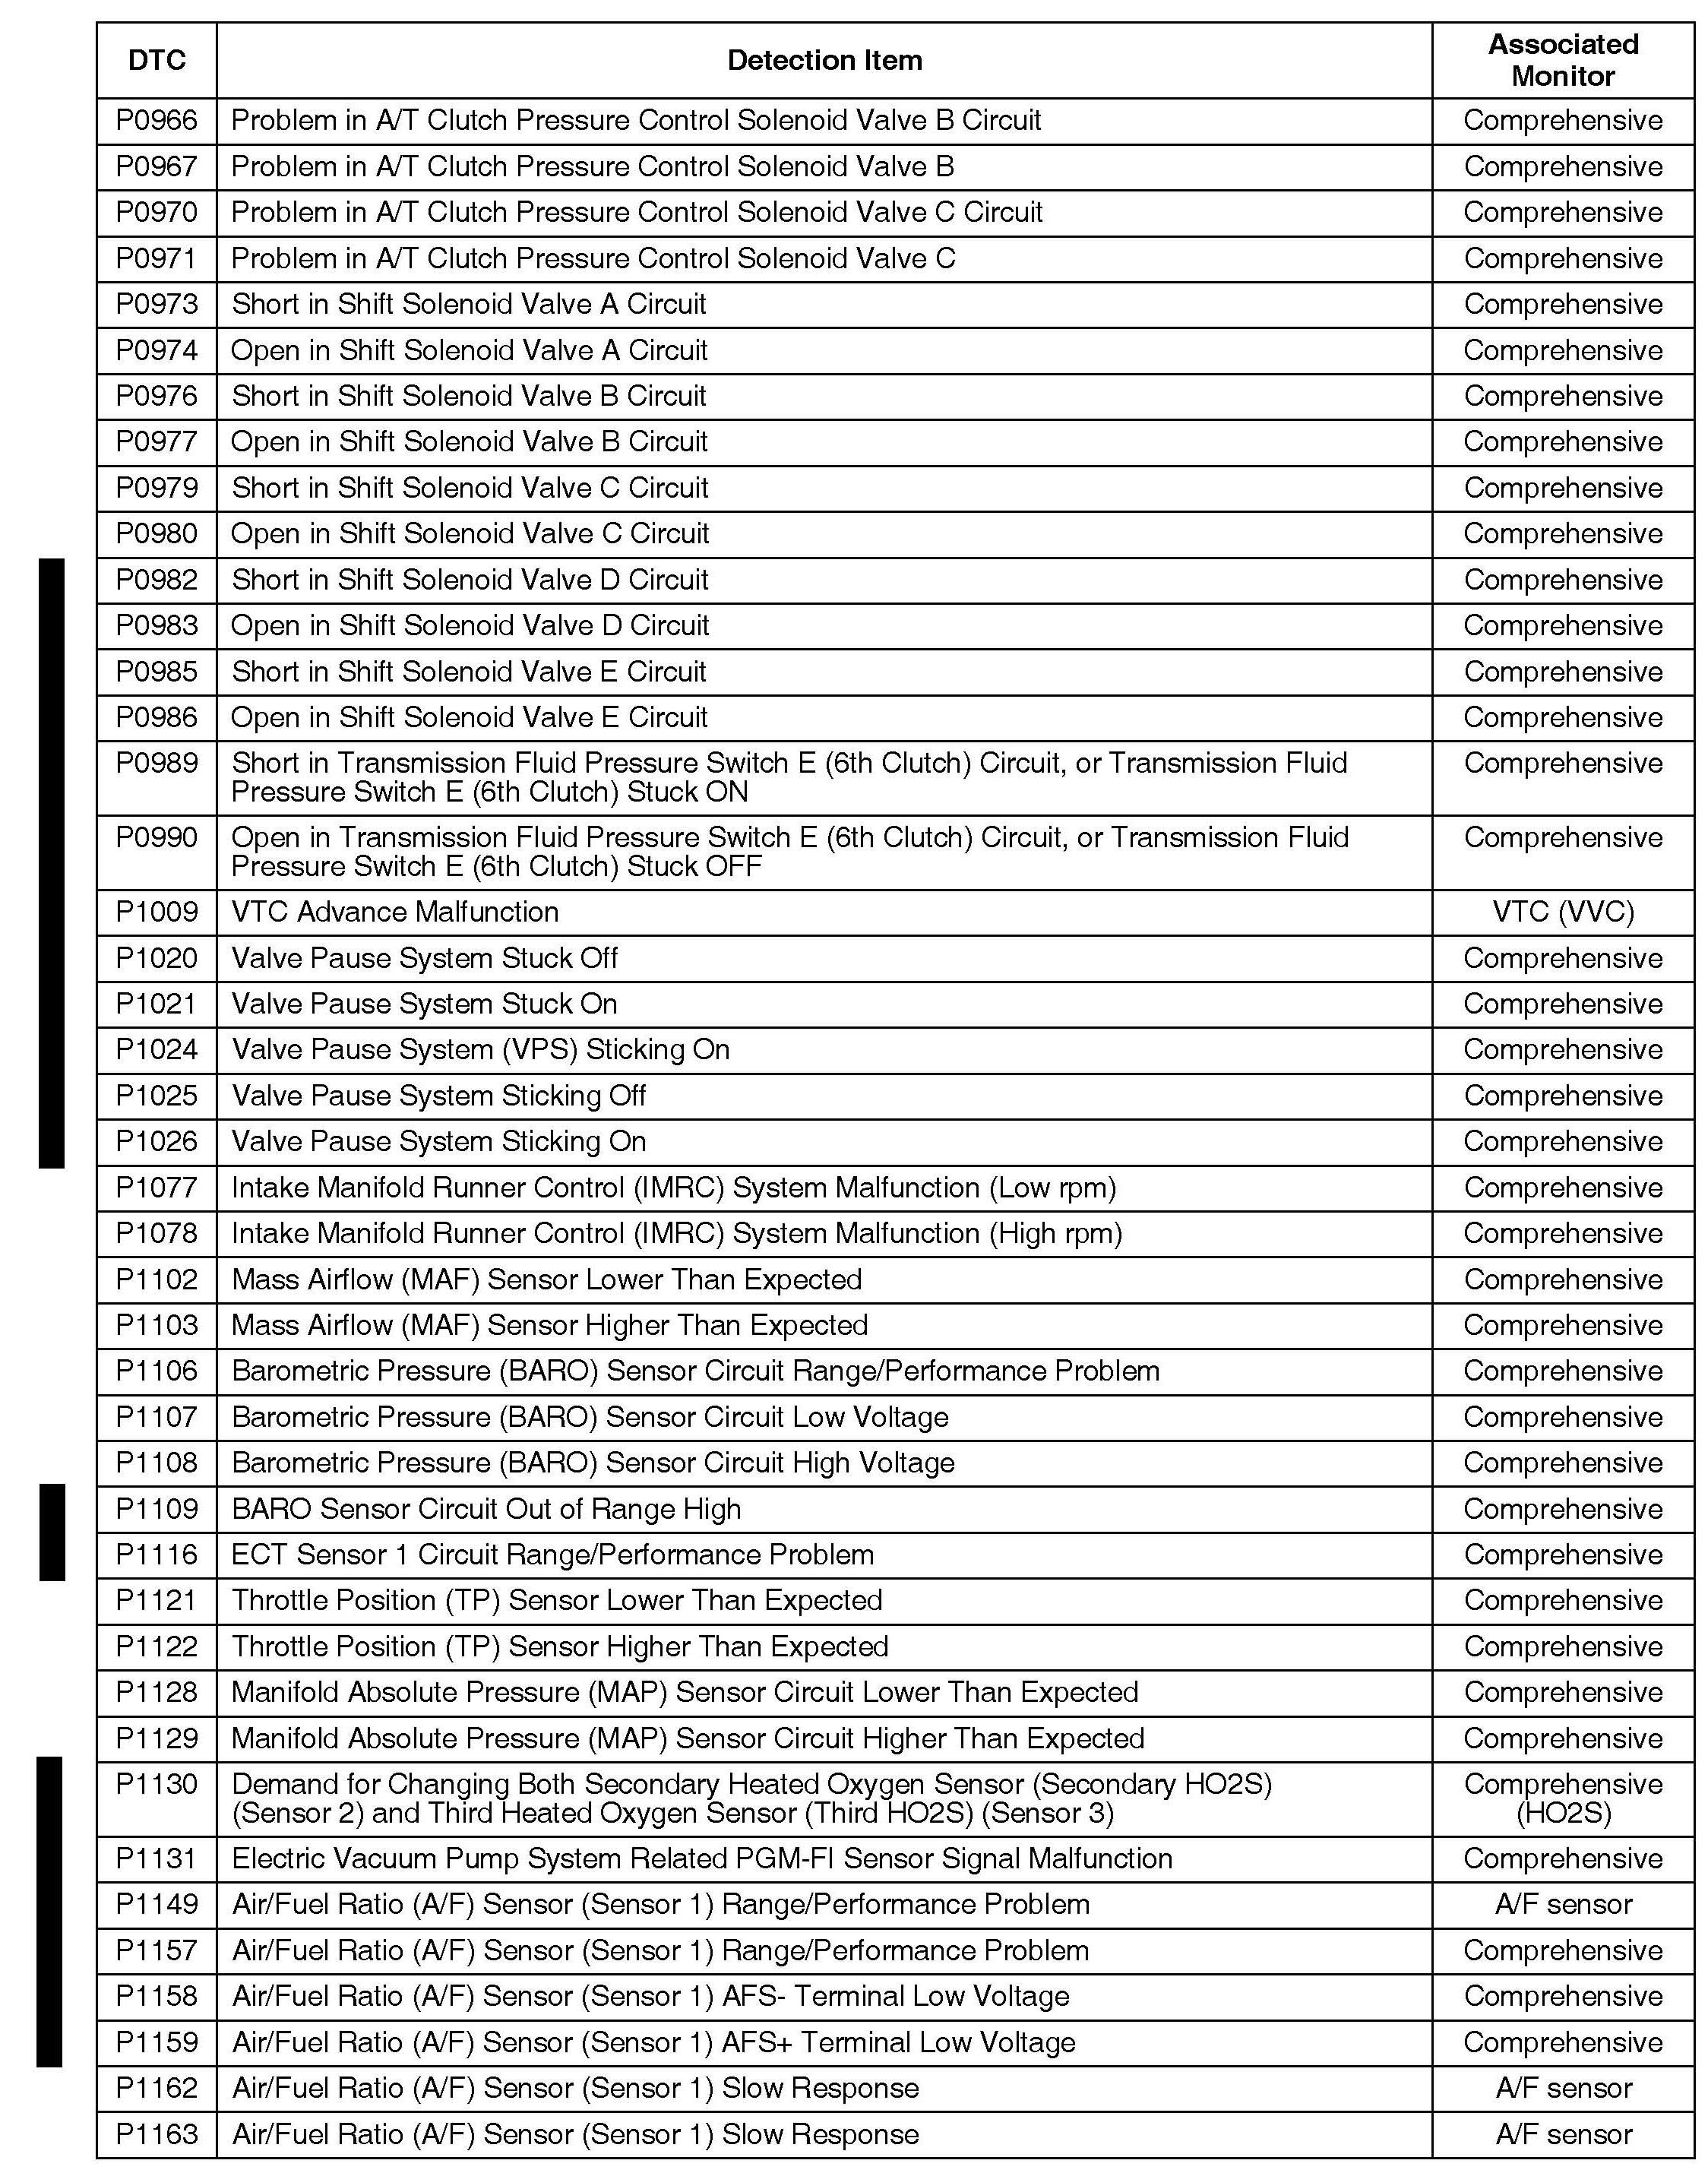 DTC Detection Item Associated
Monitor
P0966 Problem in A/T Clutch Pressure Control Solenoid Valve B Circuit Comprehensive
P0967 Problem in A/T Clutch Pressure Control Solenoid Valve B Comprehensive
P0970 Problem in A/T Clutch Pressure Control Solenoid Valve C Circuit Comprehensive
P0971 Problem in A/T Clutch Pressure Control Solenoid Valve C Comprehensive
P0973 Short in Shift Solenoid Valve A Circuit Comprehensive
P0974 Open in Shift Solenoid Valve A Circuit Comprehensive
P0976 Short in Shift Solenoid Valve B Circuit Comprehensive
P0977 Open in Shift Solenoid Valve B Circuit Comprehensive
P0979 Short in Shift Solenoid Valve C Circuit Comprehensive
P0980 Open in Shift Solenoid Valve C Circuit Comprehensive
P0982 Short in Shift Solenoid Valve D Circuit Comprehensive
P0983 Open in Shift Solenoid Valve D Circuit Comprehensive
P0985 Short in Shift Solenoid Valve E Circuit Comprehensive
P0986 Open in Shift Solenoid Valve E Circuit Comprehensive
P0989 Short in Transmission Fluid Pressure Switch E (6th Clutch) Circuit, or Transmission Fluid Comprehensive
Pressure Switch E (6th Clutch) Stuck ON
P0990 Open in Transmission Fluid Pressure Switch E (6th Clutch) Circuit, or Transmission Fluid Comprehensive
Pressure Switch E (6th Clutch) Stuck OFF
P1009 VTC Advance Malfunction VTC (VVC)
P1020 Valve Pause System Stuck Off Comprehensive
P1021 Valve Pause System Stuck On Comprehensive
P1024 Valve Pause System (VPS) Sticking On Comprehensive
P1025 Valve Pause System Sticking Off Comprehensive
P1026 Valve Pause System Sticking On Comprehensive
P1077 Intake Manifold Runner Control (IMRC) System Malfunction (Low rpm) Comprehensive
P1078 Intake Manifold Runner Control (IMRC) System Malfunction (High rpm) Comprehensive
P1102 Mass Airflow (MAF) Sensor Lower Than Expected Comprehensive
P1103 Mass Airflow (MAF) Sensor Higher Than Expected Comprehensive
P1106 Barometric Pressure (BARO) Sensor Circuit Range/Performance Problem Comprehensive
P1107 Barometric Pressure (BARO) Sensor Circuit Low Voltage Comprehensive
P1108 Barometric Pressure (BARO) Sensor Circuit High Voltage Comprehensive
P1109 BARO Sensor Circuit Out of Range High Comprehensive
P1116 ECT Sensor 1 Circuit Range/Performance Problem Comprehensive
P1121 Throttle Position (TP) Sensor Lower Than Expected Comprehensive
P1122 Throttle Position (TP) Sensor Higher Than Expected Comprehensive
P1128 Manifold Absolute Pressure (MAP) Sensor Circuit Lower Than Expected Comprehensive
P1129 Manifold Absolute Pressure (MAP) Sensor Circuit Higher Than Expected Comprehensive
P1130 Demand for Changing Both Secondary Heated Oxygen Sensor (Secondary HO2S) Comprehensive
(Sensor 2) and Third Heated Oxygen Sensor (Third HO2S) (Sensor 3) (HO2S)
P1131 Electric Vacuum Pump System Related PGM-FI Sensor Signal Malfunction Comprehensive
P1149 Air/Fuel Ratio (A/F) Sensor (Sensor 1) Range/Performance Problem A/F sensor
P1157 Air/Fuel Ratio (A/F) Sensor (Sensor 1) Range/Performance Problem Comprehensive
P1158 Air/Fuel Ratio (A/F) Sensor (Sensor 1) AFS- Terminal Low Voltage Comprehensive
P1159 Air/Fuel Ratio (A/F) Sensor (Sensor 1) AFS+ Terminal Low Voltage Comprehensive
P1162 Air/Fuel Ratio (A/F) Sensor (Sensor 1) Slow Response A/F sensor
P1163 Air/Fuel Ratio (A/F) Sensor (Sensor 1) Slow Response A/F sensor